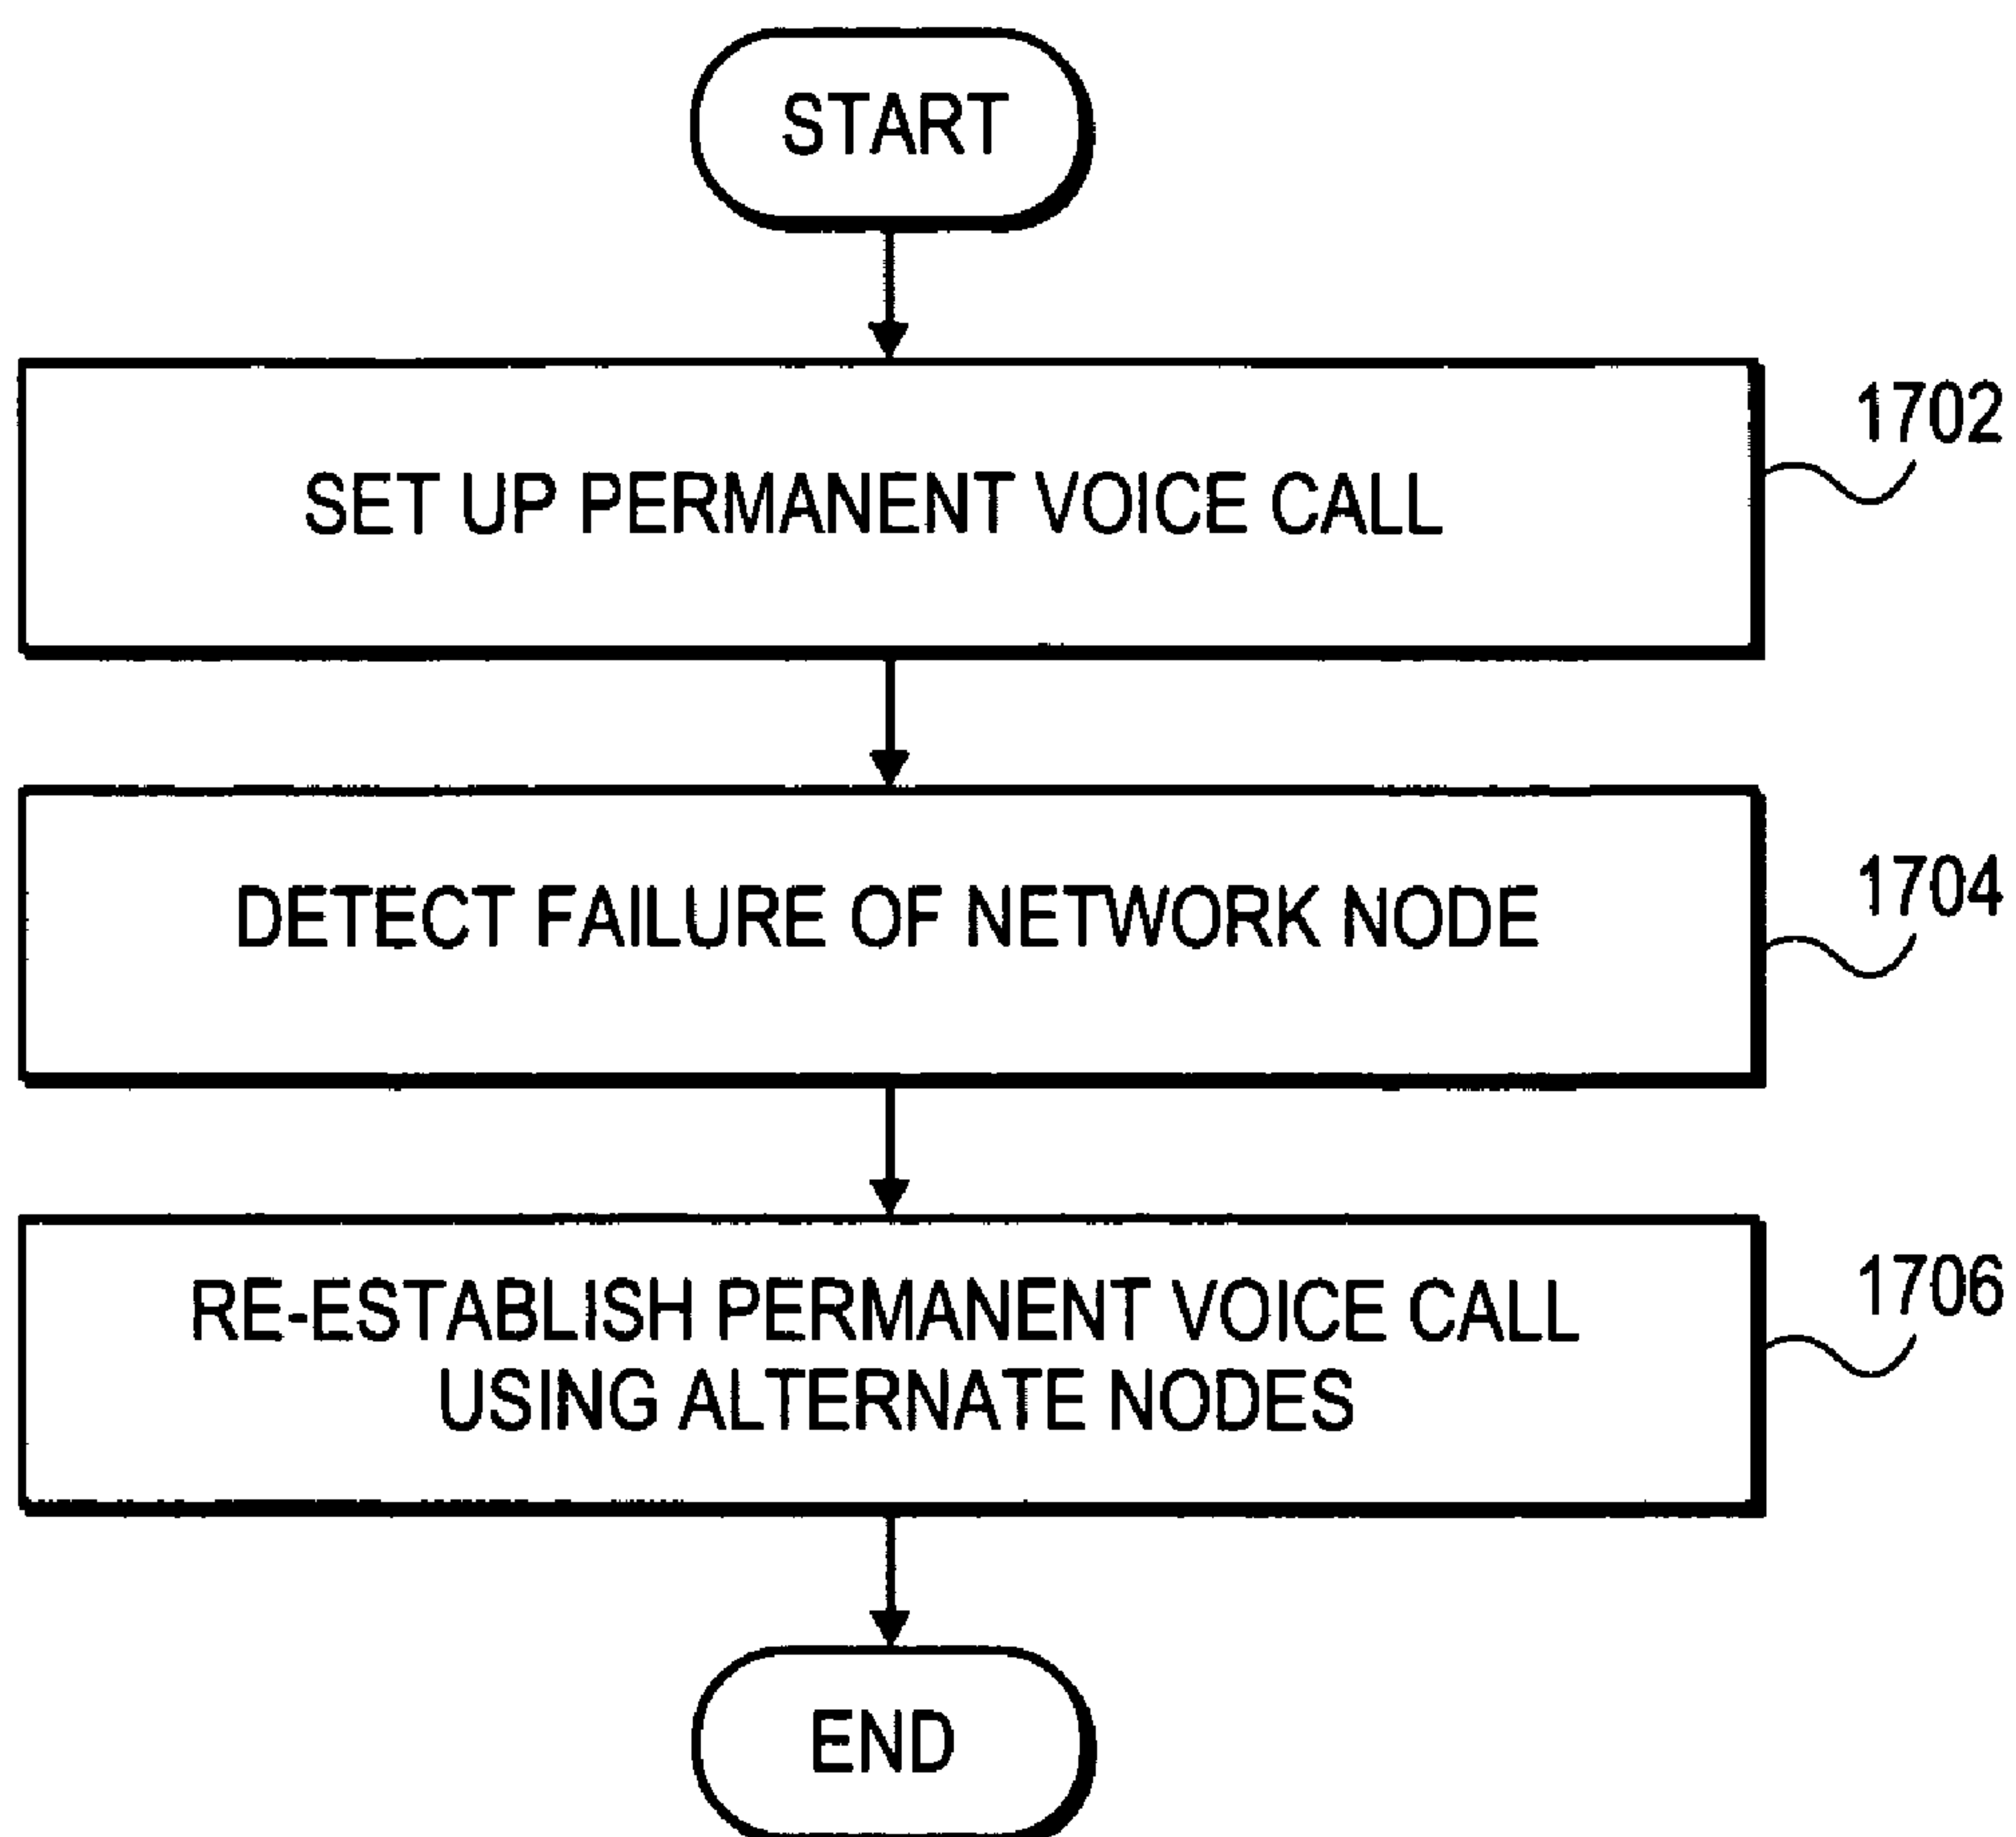 START
1702
SET UP PERMANENT VOICE CALL
1704
DETECT FAILURE OF NETWORK NODE
1706
RE-ESTABLISH PERMANENT VOICE CALL
USING ALTERNATE NODES
END